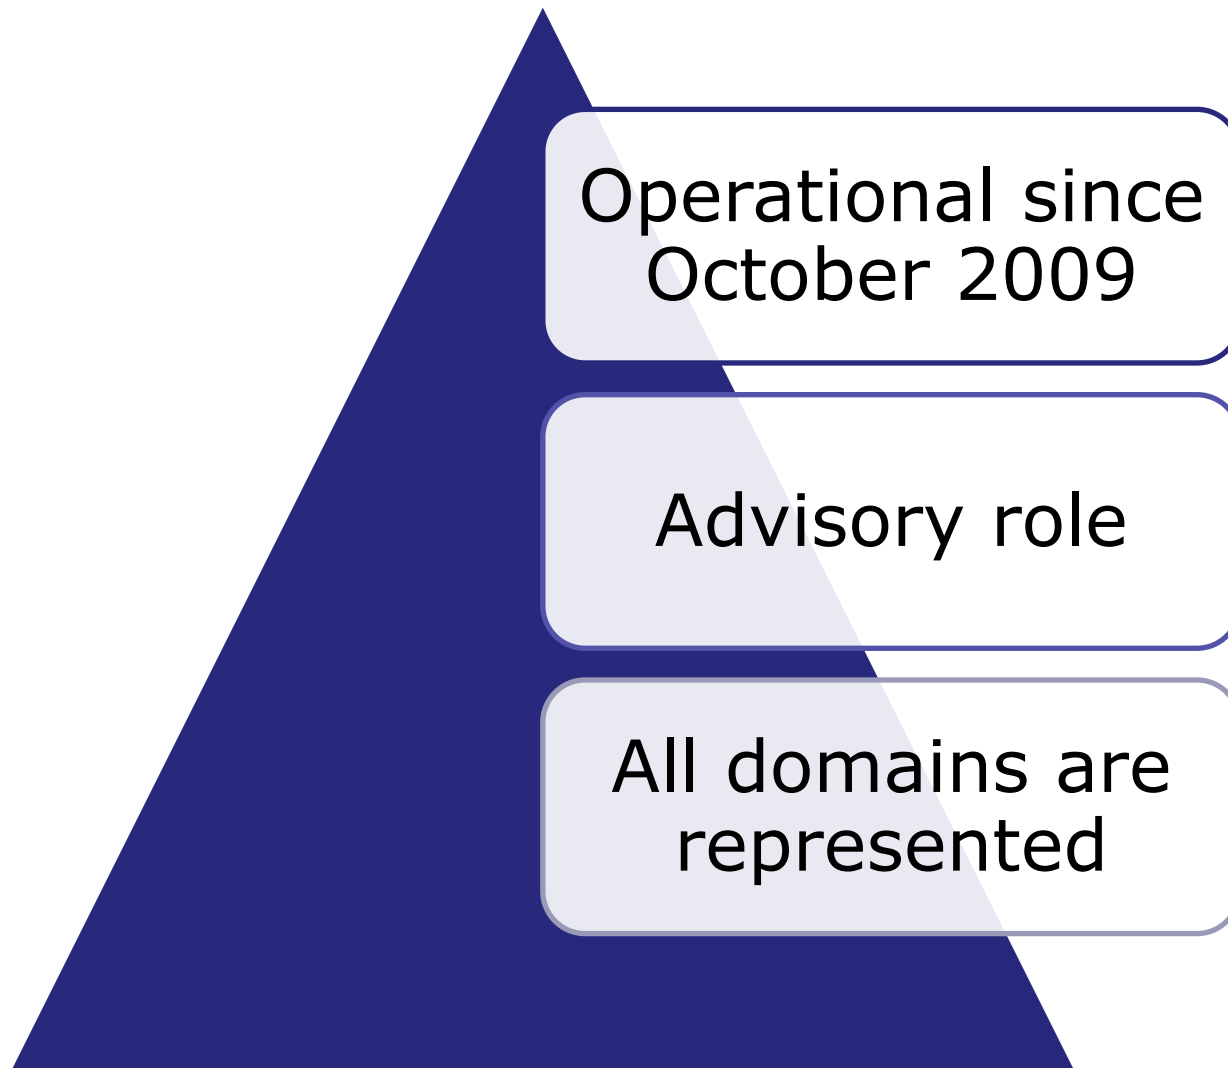 Operational since
October 2009
Advisory role
All domains are
represented